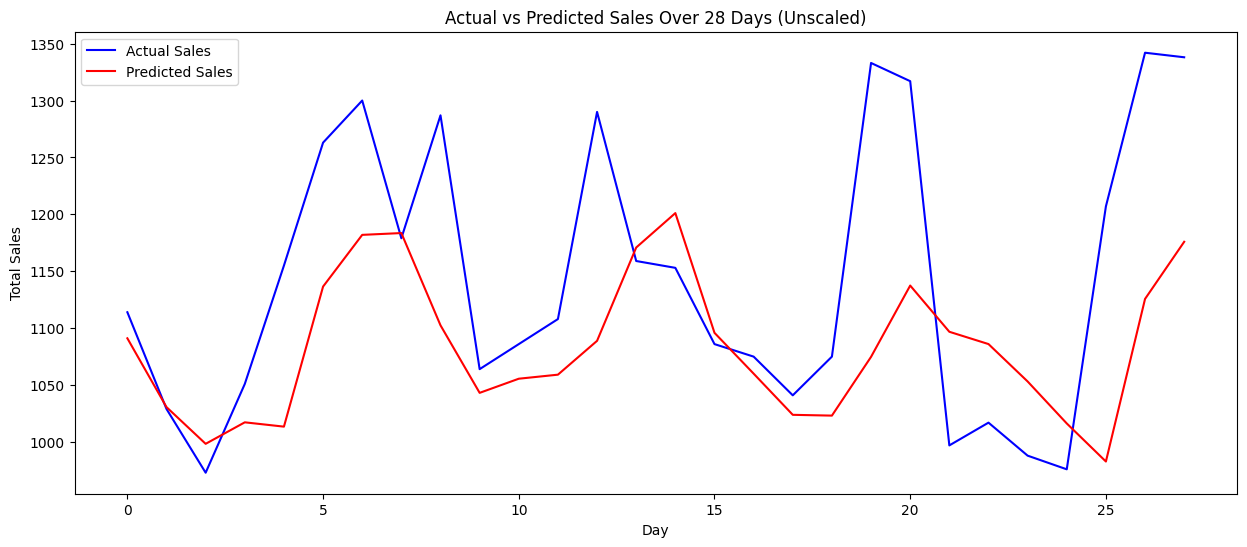 Actual vs Predicted Sales Over 28 Days (Unscaled)
Actual Sales
Predicted Sales
Total Sales
1350
1300
1250
1200
1150
1100
1050
1000
0 5 10 15 20 25
Day